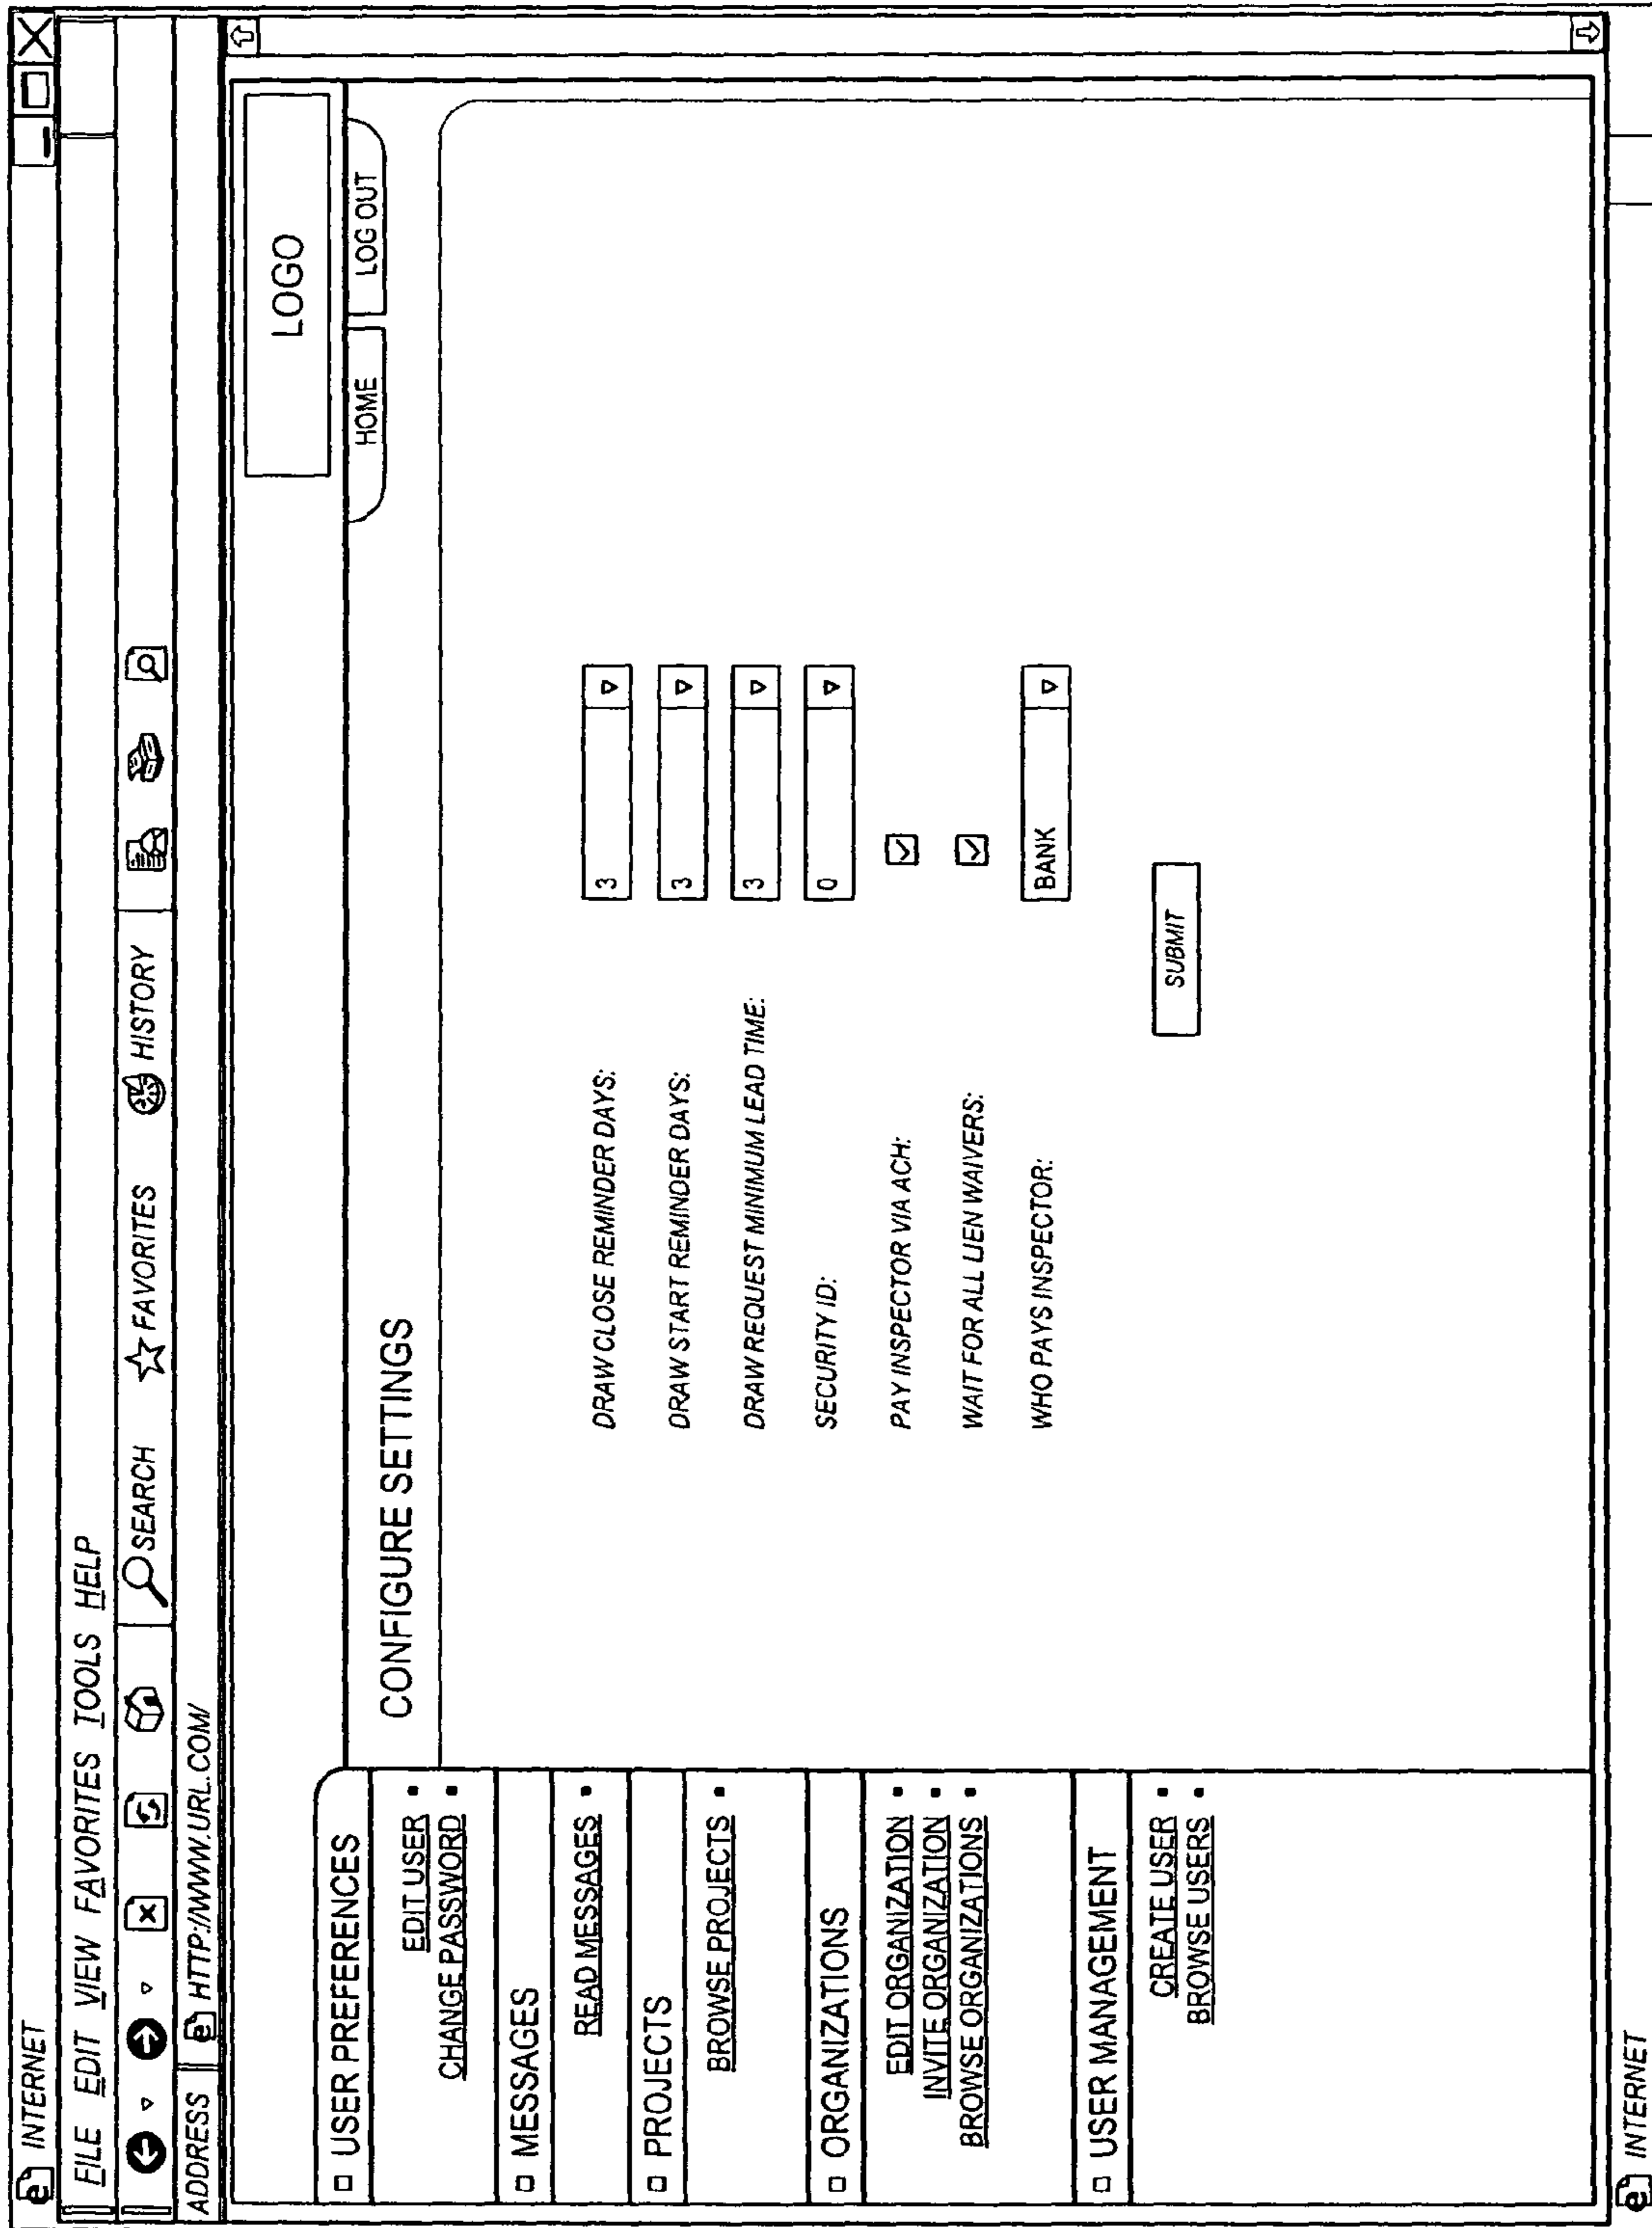 INTERNET
FILE EDIT VIEW FAVORITES TOOLS HELP
SEARCH FAVORITES HISTORY
ADDRESS HTTP://WWW.URL.COM/
LOGO
HOME LOG OUT
USER PREFERENCES
EDIT USER
CHANGE PASSWORD
MESSAGES
READ MESSAGES
PROJECTS
BROWSE PROJECTS
ORGANIZATIONS
EDIT ORGANIZATION
INVITE ORGANIZATION
BROWSE ORGANIZATIONS
USER MANAGEMENT
CREATE USER
BROWSE USERS
CONFIGURE SETTINGS
DRAW CLOSE REMINDER DAYS: 3
DRAW START REMINDER DAYS: 3
DRAW REQUEST MINIMUM LEAD TIME: 3
SECURITY ID: 0
PAY INSPECTOR VIA ACH:
WAIT FOR ALL LIEN WAIVERS:
WHO PAYS INSPECTOR: BANK
SUBMIT
INTERNET